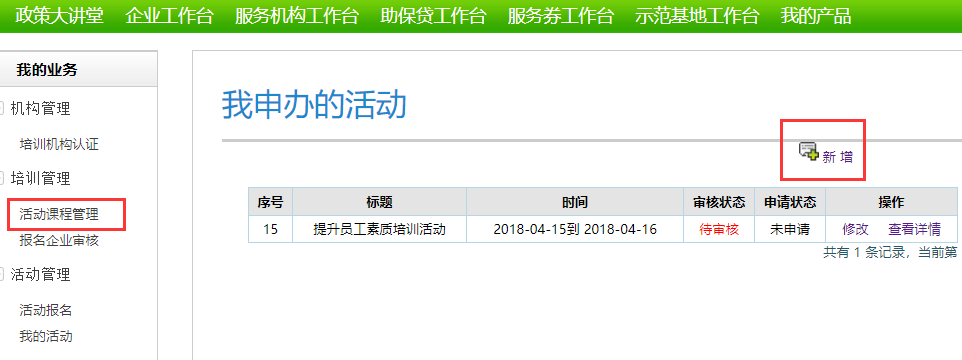 政策大讲堂 企业工作台 服务机构工作台 助保贷工作台 服务券工作台 示范基地工作台 我的产品
我的业务
机构管理
培训机构认证
培训管理
活动课程管理
报名企业审核
活动管理
活动报名
我的活动
我申办的活动
新 增
序号 标题 时间 审核状态 申请状态 操作
15 提升员工素质培训活动 2018-04-15到 2018-04-16 待审核 未申请 修改 查看详情
共有 1 条记录，当前第